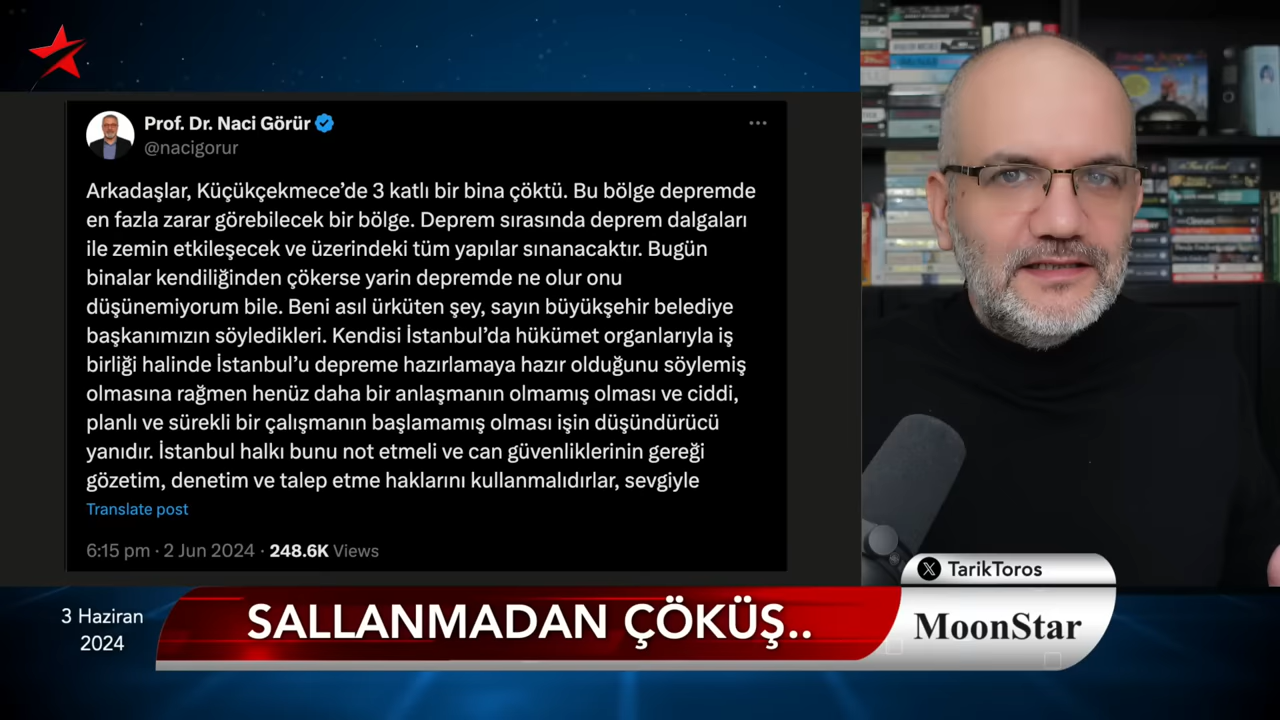 Prof. Dr. Naci Görür
@nacigorur
Arkadaşlar, Küçükçekmece’de 3 katlı bir bina çöktü. Bu bölge depremde
en fazla zarar görebilecek bir bölge. Deprem sırasında deprem dalgaları
ile zemin etkileşecek ve üzerindeki tüm yapılar sınanacaktır. Bugün
binalar kendiliğinden çökerse yarin depremde ne olur onu
düşünemiyorum bile. Beni asıl ürküten şey, sayın büyükşehir belediye
başkanımızın söyledikleri. Kendisi İstanbul’da hükümet organlarıyla iş
birliği halinde İstanbul’u depreme hazırlamaya hazır olduğunu söylemiş
olmasına rağmen henüz daha bir anlaşmanın olmamış olması ve ciddi,
planlı ve sürekli bir çalışmanın başlamamış olması işin düşündürücü
yanıdır. İstanbul halkı bunu not etmeli ve can güvenliklerinin gereği
gözetim, denetim ve talep etme haklarını kullanmalıdırlar, sevgiyle
Translate post
6:15 pm · 2 Jun 2024 · 248.6K Views
TarikToros
3 Haziran
2024
SALLANMADAN ÇÖKÜŞ..
MoonStar